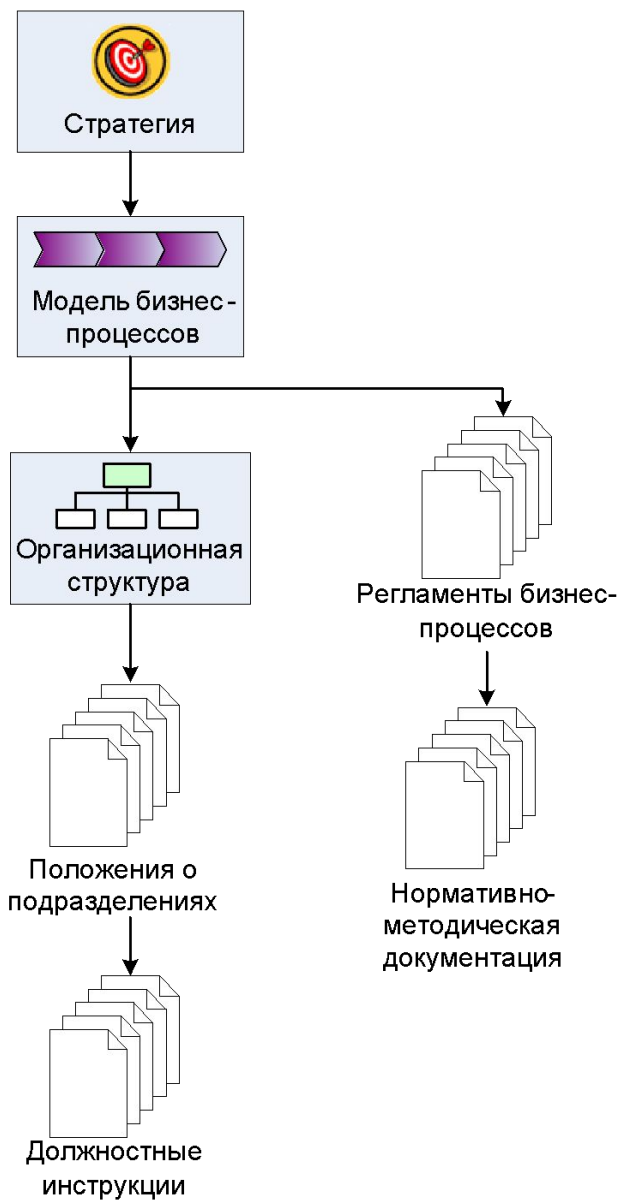 Стратегия
Модель бизнес-
процессов
Организационная
структура
Регламенты бизнес-
процессов
Положения о
подразделениях
Нормативно-
методическая
документация
Должностные
инструкции